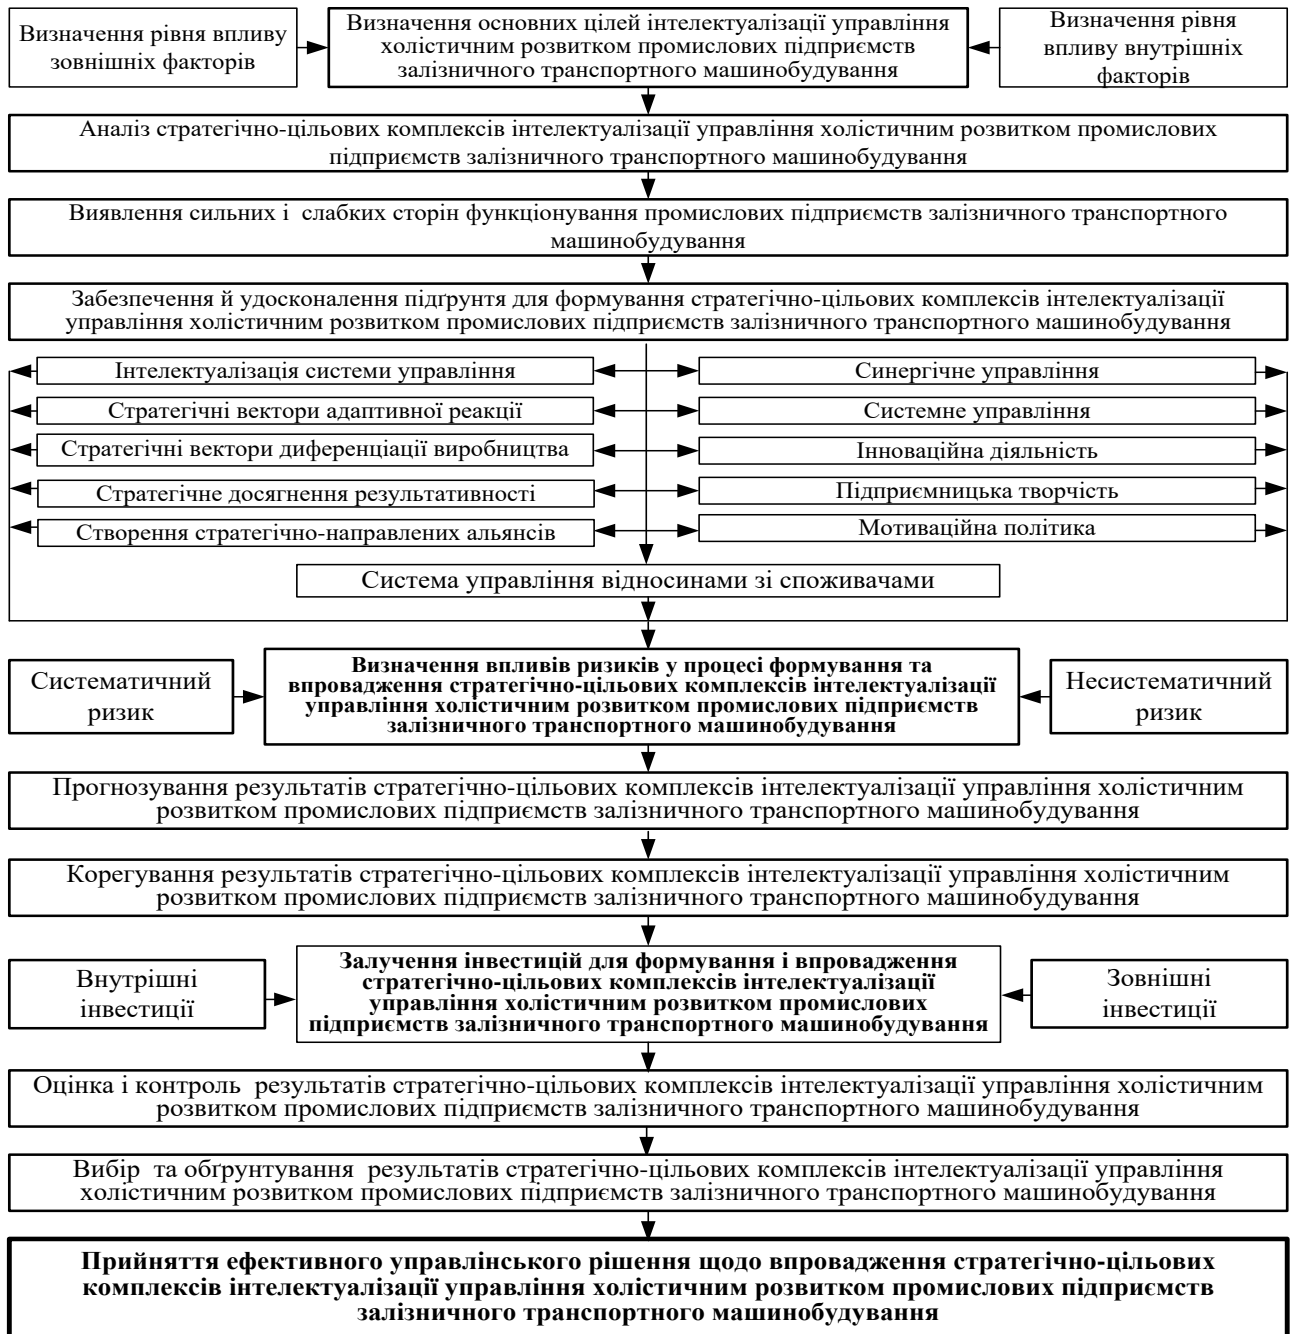 Визначення рівня впливу
зовнішніх факторів
Визначення основних цілей інтелектуалізації управління
холістичним розвитком промислових підприємств
залізничного транспортного машинобудування
Визначення рівня
впливу внутрішніх
факторів
Аналіз стратегічно-цільових комплексів інтелектуалізації управління холістичним розвитком промислових
підприємств залізничного транспортного машинобудування
Виявлення сильних і слабких сторін функціонування промислових підприємств залізничного транспортного
машинобудування
Забезпечення й удосконалення підґрунтя для формування стратегічно-цільових комплексів інтелектуалізації
управління холістичним розвитком промислових підприємств залізничного транспортного машинобудування
Інтелектуалізація системи управління
Синергічне управління
Стратегічні вектори адаптивної реакції
Системне управління
Стратегічні вектори диференціації виробництва
Інноваційна діяльність
Стратегічне досягнення результативності
Підприємницька творчість
Створення стратегічно-направлених альянсів
Мотиваційна політика
Система управління відносинами зі споживачами
Систематичний
ризик
Визначення впливів ризиків у процесі формування та
впровадження стратегічно-цільових комплексів інтелектуалізації
управління холістичним розвитком промислових підприємств
залізничного транспортного машинобудування
Несистематичний
ризик
Прогнозування результатів стратегічно-цільових комплексів інтелектуалізації управління холістичним
розвитком промислових підприємств залізничного транспортного машинобудування
Корегування результатів стратегічно-цільових комплексів інтелектуалізації управління холістичним
розвитком промислових підприємств залізничного транспортного машинобудування
Внутрішні
інвестиції
Залучення інвестицій для формування і впровадження
стратегічно-цільових комплексів інтелектуалізації
управління холістичним розвитком промислових
підприємств залізничного транспортного машинобудування
Зовнішні
інвестиції
Оцінка і контроль результатів стратегічно-цільових комплексів інтелектуалізації управління холістичним
розвитком промислових підприємств залізничного транспортного машинобудування
Вибір та обґрунтування результатів стратегічно-цільових комплексів інтелектуалізації управління
холістичним розвитком промислових підприємств залізничного транспортного машинобудування
Прийняття ефективного управлінського рішення щодо впровадження стратегічно-цільових
комплексів інтелектуалізації управління холістичним розвитком промислових підприємств
залізничного транспортного машинобудування